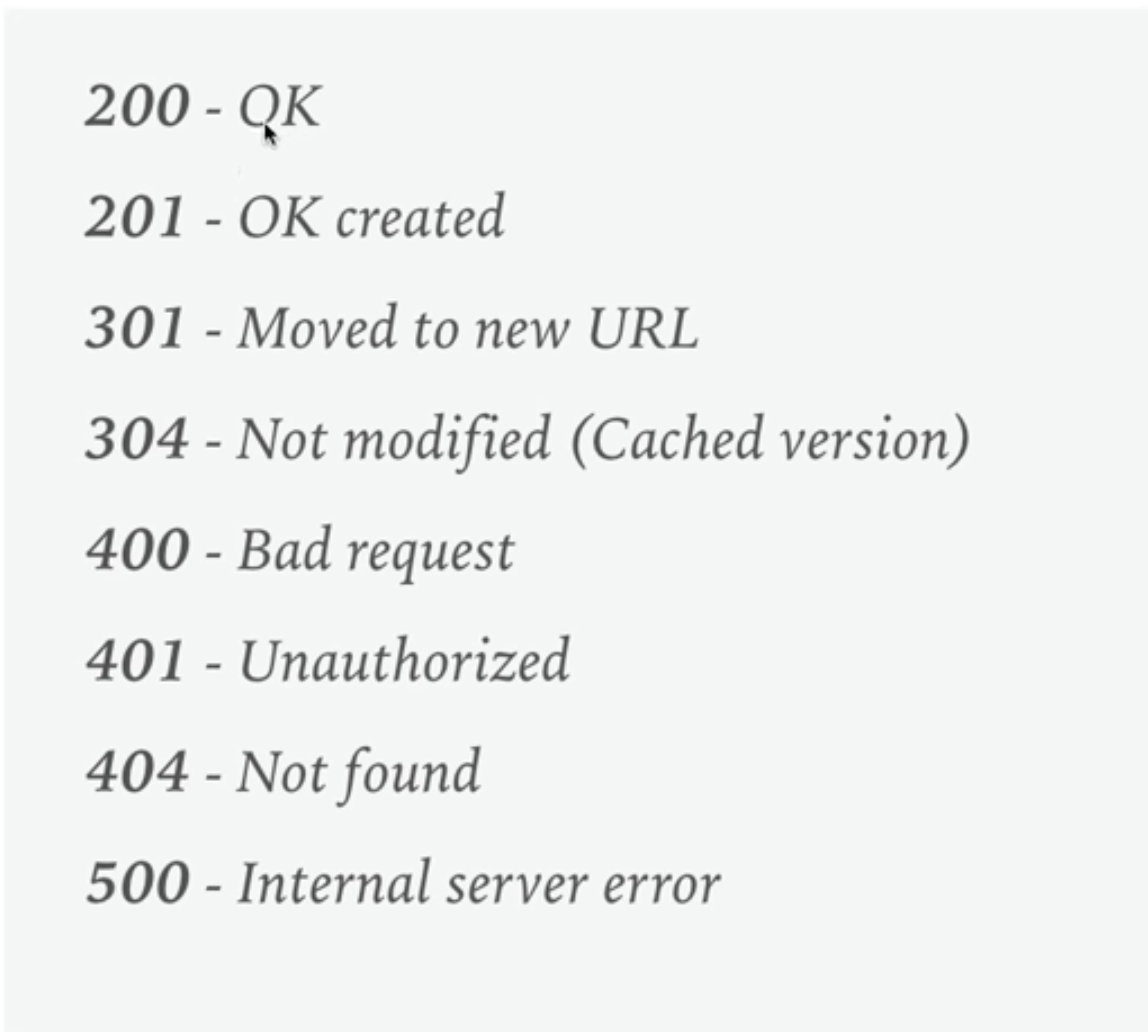 200 - OK
201 - OK created
301 - Moved to new URL
304 - Not modified (Cached version)
400 - Bad request
401 - Unauthorized
404 - Not found
500 - Internal server error